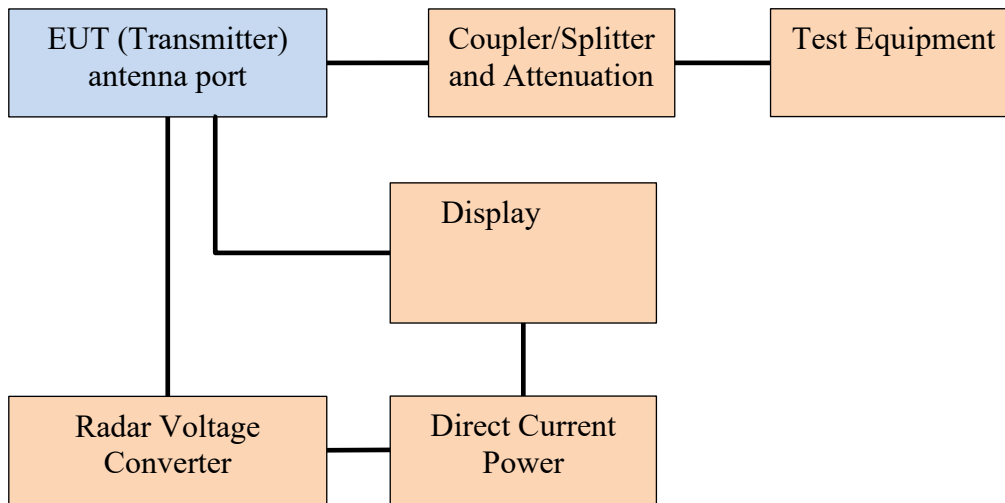 EUT (Transmitter)
antenna port
Coupler/Splitter
and Attenuation
Test Equipment
Display
Radar Voltage
Converter
Direct Current
Power